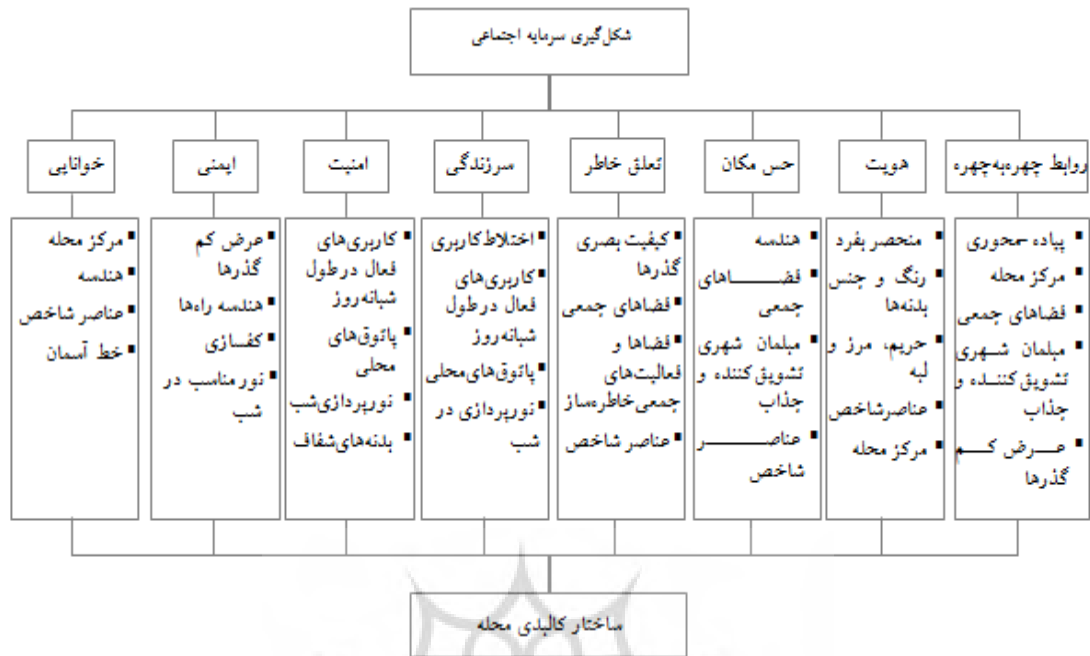 شکل‌گیری سرمایه اجتماعی
روابط چهره‌به‌چهره
هویت
حس مکان
تعلق خاطر
سرزندگی
امنیت
ایمنی
خوانایی
▪ پیاده -محوری
▪ مرکز محله
▪ فضاهای جمعی
▪ مبلمان شهری
تشویق‌کننده و
جذاب
▪ عرض کم
گذرها
▪ منحصر بفرد
▪ رنگ و جنس
بدنه‌ها
▪ حریم، مرز و
لبه
▪ عناصر شاخص
▪ مرکز محله
▪ هندسه
▪ فضاهای
جمعی
▪ مبلمان شهری
تشویق‌کننده و
جذاب
▪ عناصر
شاخص
▪ کیفیت بصری
گذرها
▪ فضاهای جمعی
▪ فضاها و
فعالیت‌های
جمعی‌خاطره‌ساز
▪ عناصر شاخص
▪ اختلاط‌کاربری
▪ کاربری‌های
فعال در طول
شبانه‌روز
▪ پاتوق‌های‌محلی
▪ نورپردازی در
شب
▪ کاربری‌های
فعال در طول
شبانه‌روز
▪ پاتوق‌های
محلی
▪ نورپردازی‌شب
▪ بدنه‌های‌شفاف
▪ عرض کم
گذرها
▪ هندسه راه‌ها
▪ کفسازی
▪ نور مناسب در
شب
▪ مرکز محله
▪ هندسه
▪ عناصر شاخص
▪ خط آسمان
ساختار کالبدی محله